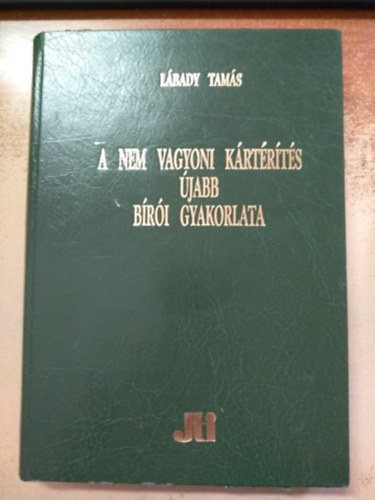 LÁBADY TAMÁS
A NEM VAGYONI KÁRTÉRÍTÉS
ÚJABB
BÍRÓI GYAKORLATA
JLi